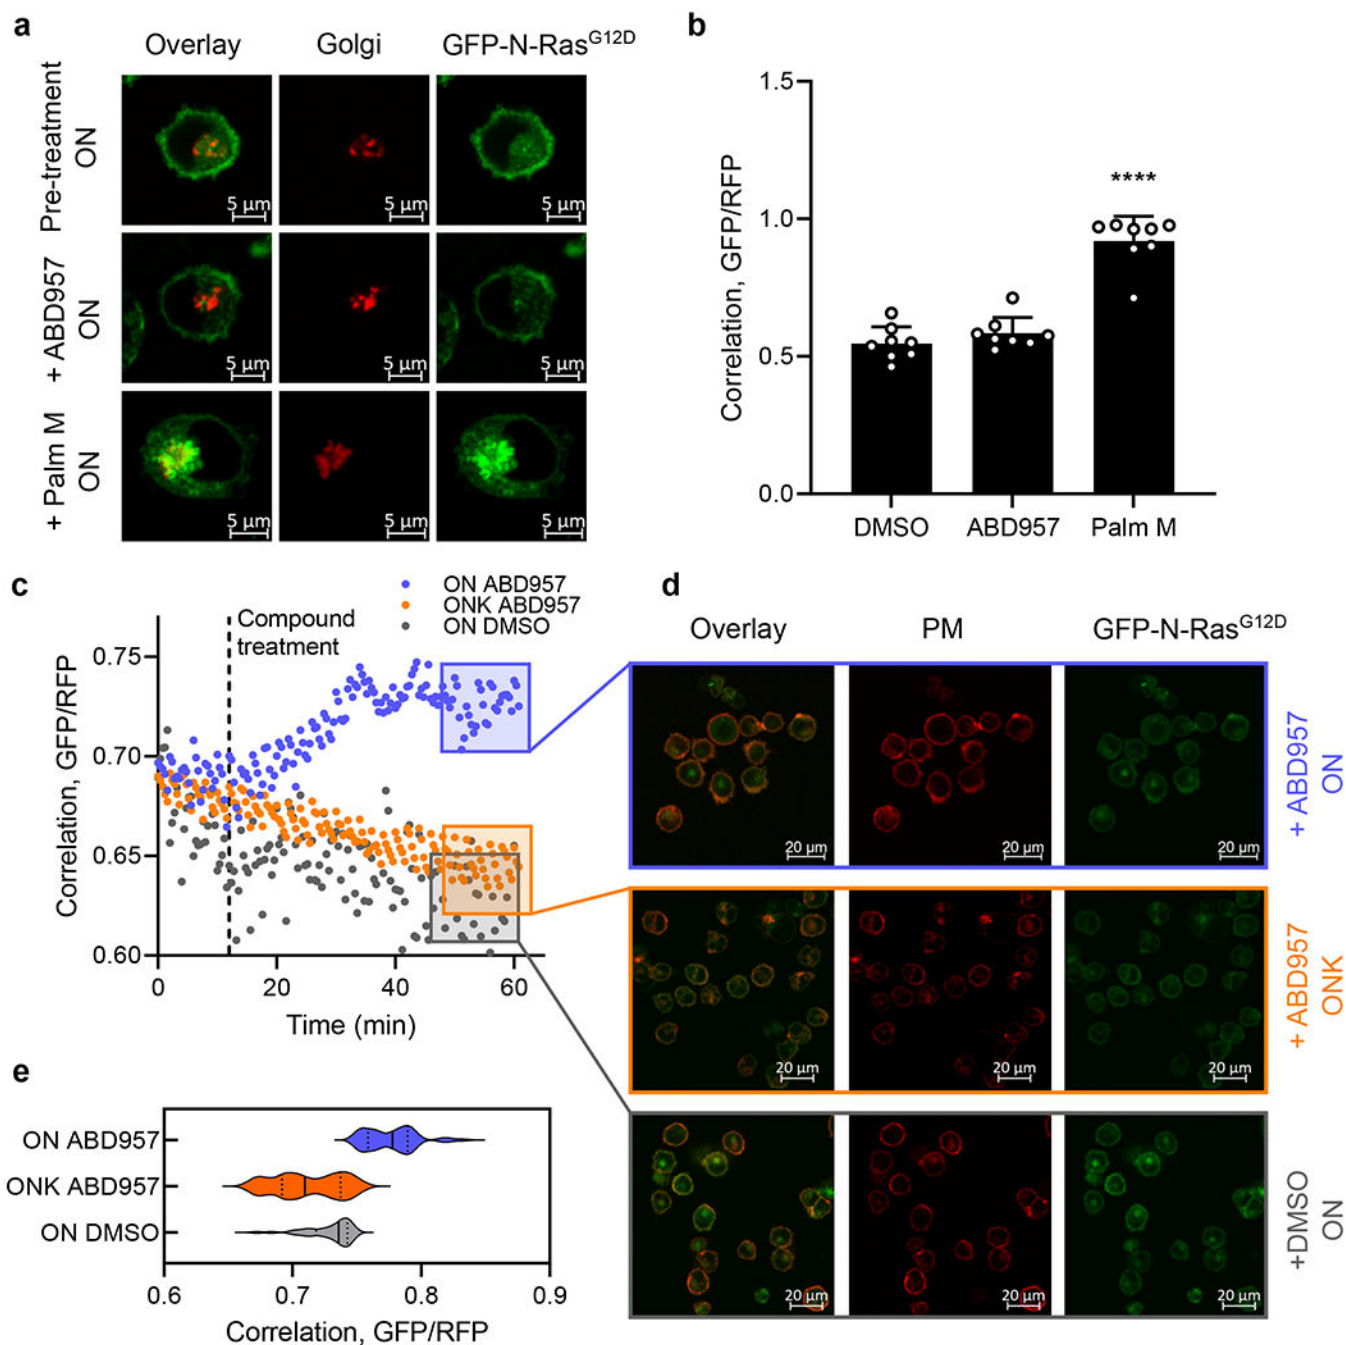 a
Overlay Golgi GFP-N-Ras^G12D
Pre-treatment
ON
5 µm 5 µm 5 µm
+ ABD957
ON
5 µm 5 µm 5 µm
+ Palm M
ON
5 µm 5 µm 5 µm
b
Correlation, GFP/RFP
1.5
1.0
0.5
0.0
****
DMSO ABD957 Palm M
c
ON ABD957
ONK ABD957
ON DMSO
Compound
treatment
Correlation, GFP/RFP
0.75
0.70
0.65
0.60
0 20 40 60
Time (min)
d
Overlay PM GFP-N-Ras^G12D
20 µm 20 µm 20 µm
+ ABD957
ON
20 µm 20 µm 20 µm
+ ABD957
ONK
20 µm 20 µm 20 µm
+DMSO
ON
e
ON ABD957
ONK ABD957
ON DMSO
0.6 0.7 0.8 0.9
Correlation, GFP/RFP